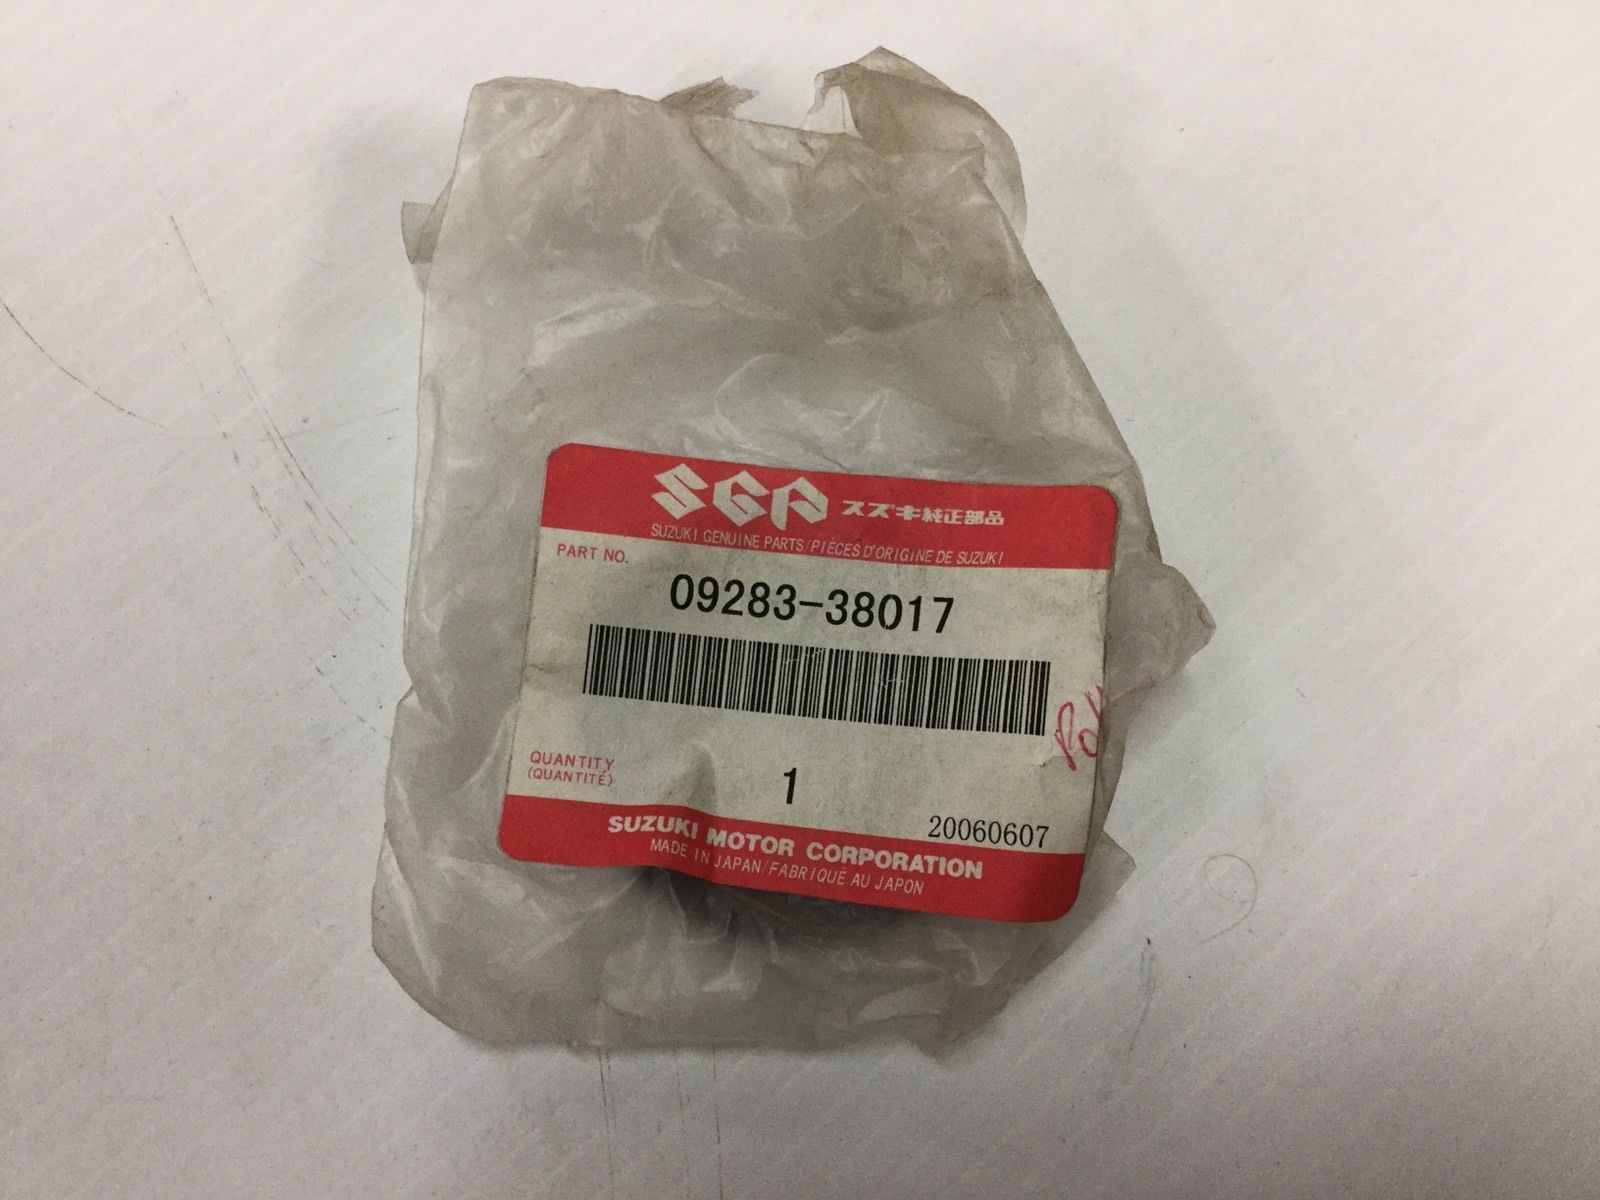 SGP スズキ純正部品
SUZUKI GENUINE PARTS/PIÈCES D'ORIGINE DE SUZUKI
PART NO.
09283-38017
QUANTITY
(QUANTITÉ)
1
20060607
SUZUKI MOTOR CORPORATION
MADE IN JAPAN/FABRIQUE AU JAPON